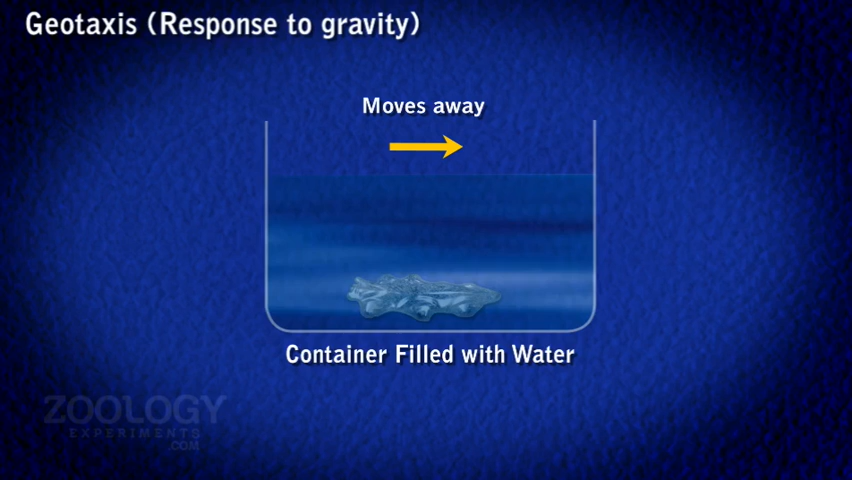 Geotaxis (Response to gravity)
Moves away
Container Filled with Water
ZOOLOGY
EXPERIMENTS
.COM